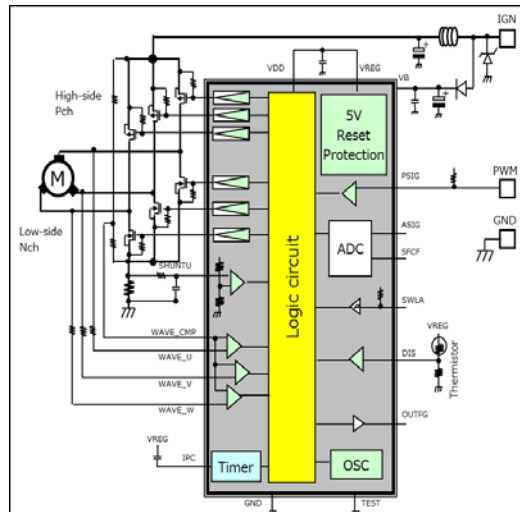 IGN
VDD
VREG
VB
High-side
Pch
5V
Reset
Protection
PSIG
PWM
M
ASIG
GND
ADC
Low-side
Nch
SFCF
Logic circuit
SHUNTU
SWLA
VREG
WAVE_CMP
WAVE_U
DIS
Thermistor
WAVE_V
WAVE_W
OUTFG
VREG
IPC
Timer
OSC
GND
TEST